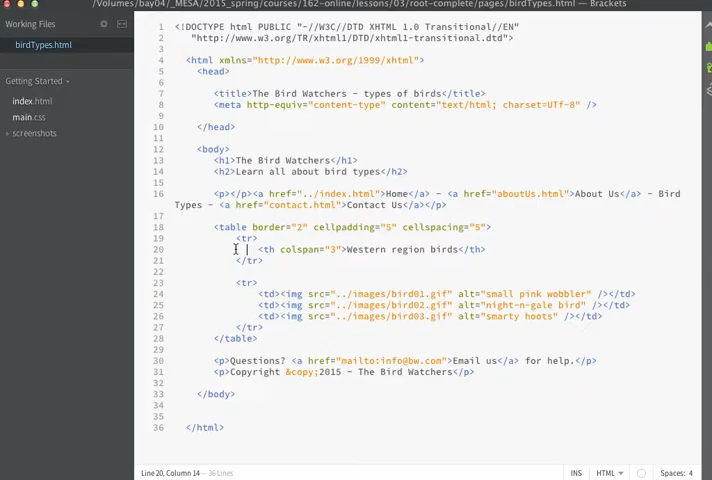 /Volumes/bay04/_MESA/2015_spring/courses/162-online/lessons/03/root-complete/pages/birdTypes.html — Brackets
Working Files
birdTypes.html
Getting Started
index.html
main.css
screenshots
1 <!DOCTYPE html PUBLIC "-//W3C//DTD XHTML 1.0 Transitional//EN"
2 "http://www.w3.org/TR/xhtml1/DTD/xhtml1-transitional.dtd">
3
4 <html xmlns="http://www.w3.org/1999/xhtml">
5 <head>
6
7 <title>The Bird Watchers - types of birds</title>
8 <meta http-equiv="content-type" content="text/html; charset=UTf-8" />
9
10 </head>
11
12 <body>
13 <h1>The Bird Watchers</h1>
14 <h2>Learn all about bird types</h2>
15
16 <p></p><a href="../index.html">Home</a> - <a href="aboutUs.html">About Us</a> - Bird
Types - <a href="contact.html">Contact Us</a></p>
17
18 <table border="2" cellpadding="5" cellspacing="5">
19 <tr>
20 <th colspan="3">Western region birds</th>
21 </tr>
22
23 <tr>
24 <td><img src="../images/bird01.gif" alt="small pink wobbler" /></td>
25 <td><img src="../images/bird02.gif" alt="night-n-gale bird" /></td>
26 <td><img src="../images/bird03.gif" alt="smarty hoots" /></td>
27 </tr>
28 </table>
29
30 <p>Questions? <a href="mailto:info@bw.com">Email us</a> for help.</p>
31 <p>Copyright &copy;2015 - The Bird Watchers</p>
32
33 </body>
34
35
36 </html>
Line 20, Column 14 — 36 Lines
INS
HTML
Spaces: 4